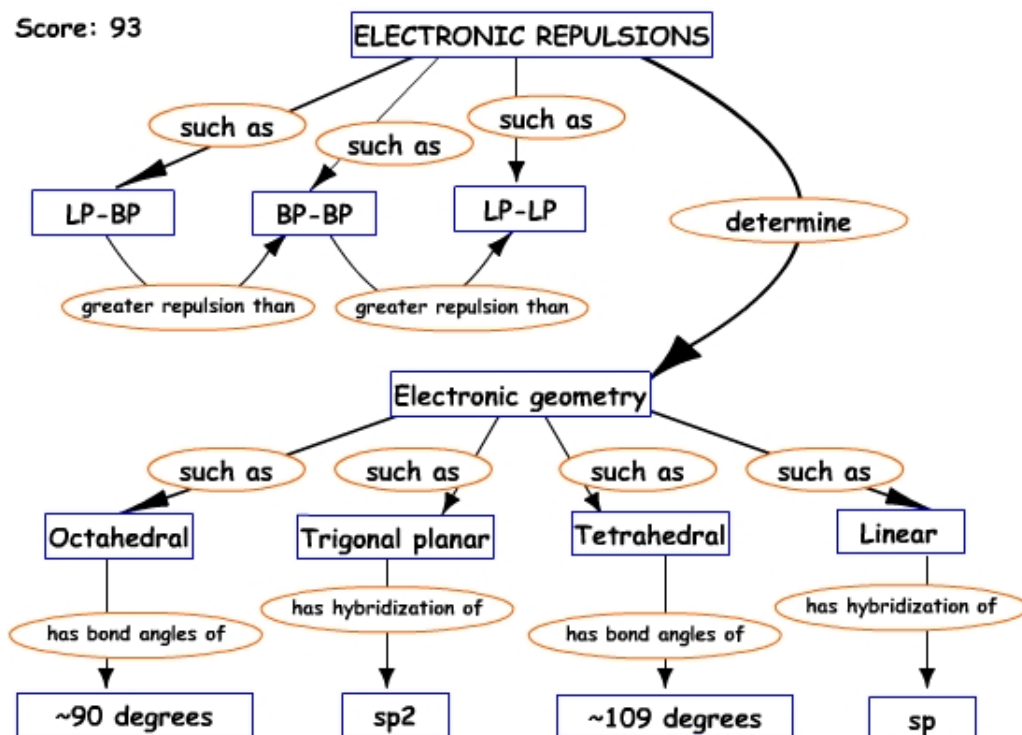 Score: 93
ELECTRONIC REPULSIONS
such as
such as
such as
LP-BP
BP-BP
LP-LP
determine
greater repulsion than
greater repulsion than
Electronic geometry
such as
such as
such as
such as
Octahedral
Trigonal planar
Tetrahedral
Linear
has bond angles of
has hybridization of
has bond angles of
has hybridization of
~90 degrees
sp2
~109 degrees
sp